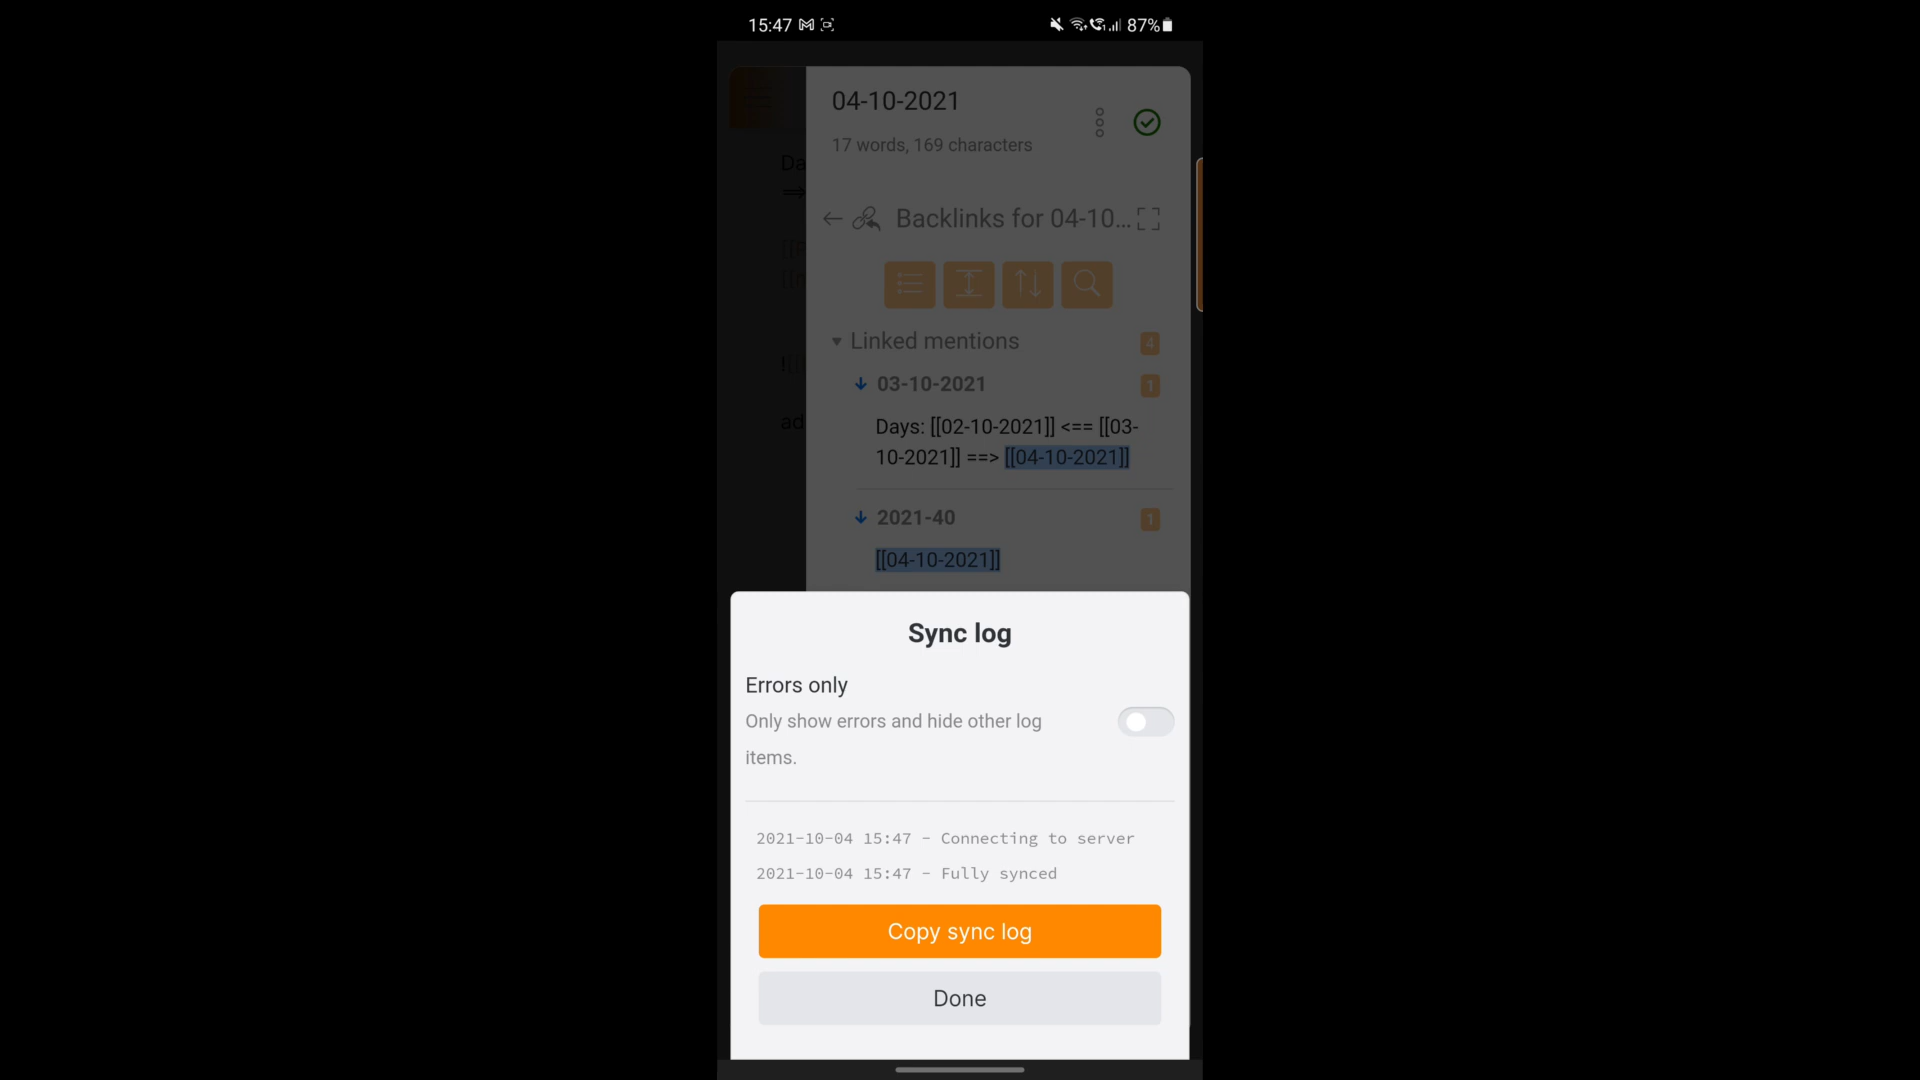 15:47 87%
04-10-2021
17 words, 169 characters
Backlinks for 04-10...
Linked mentions 4
03-10-2021 1
Days: [[02-10-2021]] <== [[03-
10-2021]] ==> [[04-10-2021]]
2021-40 1
[[04-10-2021]]
Da
==>
ad
Sync log
Errors only
Only show errors and hide other log
items.
2021-10-04 15:47 - Connecting to server
2021-10-04 15:47 - Fully synced
Copy sync log
Done